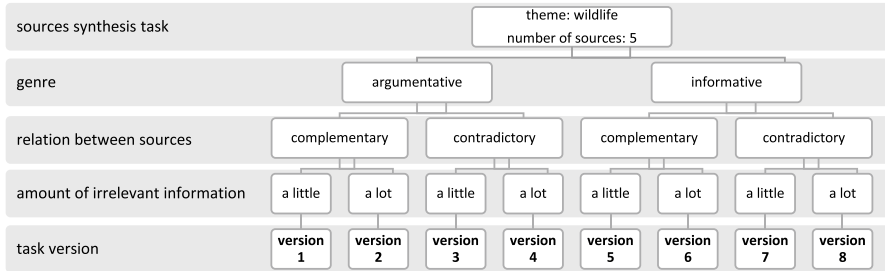 sources synthesis task
theme: wildlife
number of sources: 5
genre
argumentative
informative
relation between sources
complementary
contradictory
complementary
contradictory
amount of irrelevant information
a little
a lot
a little
a lot
a little
a lot
a little
a lot
task version
version
1
version
2
version
3
version
4
version
5
version
6
version
7
version
8